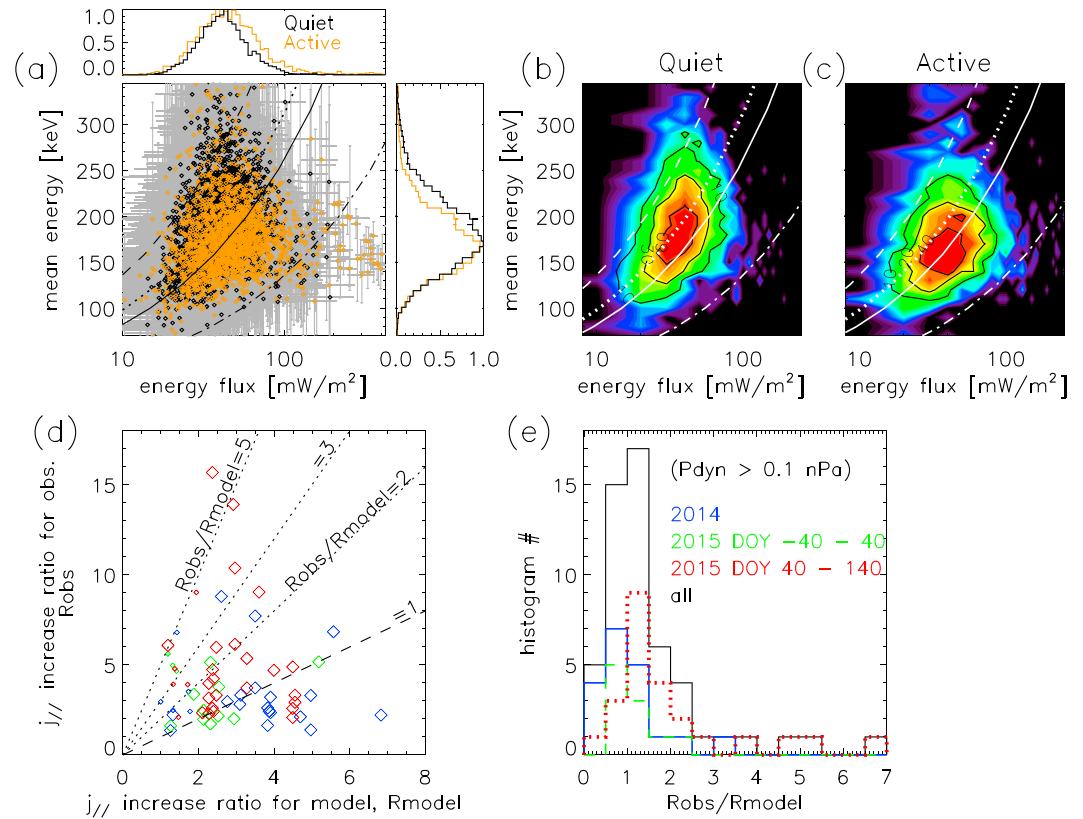 1.0
0.5
0.0
Quiet
Active
(a)
mean energy [keV]
300
250
200
150
100
10
100
energy flux [mW/m²]
0.0 0.5 1.0
(b)
Quiet
mean energy [keV]
300
250
200
150
100
10
100
energy flux [mW/m²]
(c)
Active
300
250
200
150
100
10
100
energy flux [mW/m²]
(d)
j// increase ratio for obs.
Robs
15
10
5
0
0 2 4 6 8
j// increase ratio for model, Rmodel
Robs/Rmodel=5
=3
Robs/Rmodel=2
=1
(e)
histogram #
15
10
5
0
0 1 2 3 4 5 6 7
Robs/Rmodel
(Pdyn > 0.1 nPa)
2014
2015 DOY -40 - 40
2015 DOY 40 - 140
all